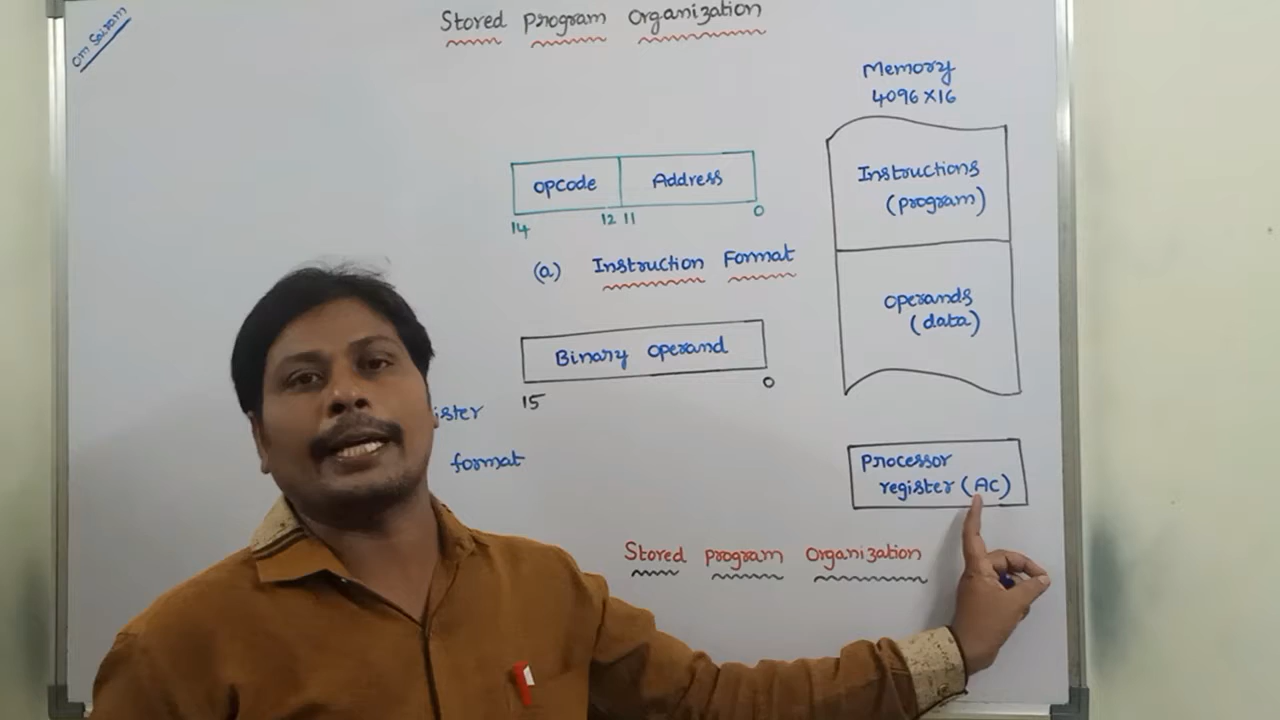 Om Sairam
Stored Program Organization
Memory
4096 X 16
Opcode Address
14 12 11 0
(a) Instruction Format
Instructions
(program)
Operands
(data)
Binary Operand
15 0
ister
format
Processor
register (AC)
Stored program Organization